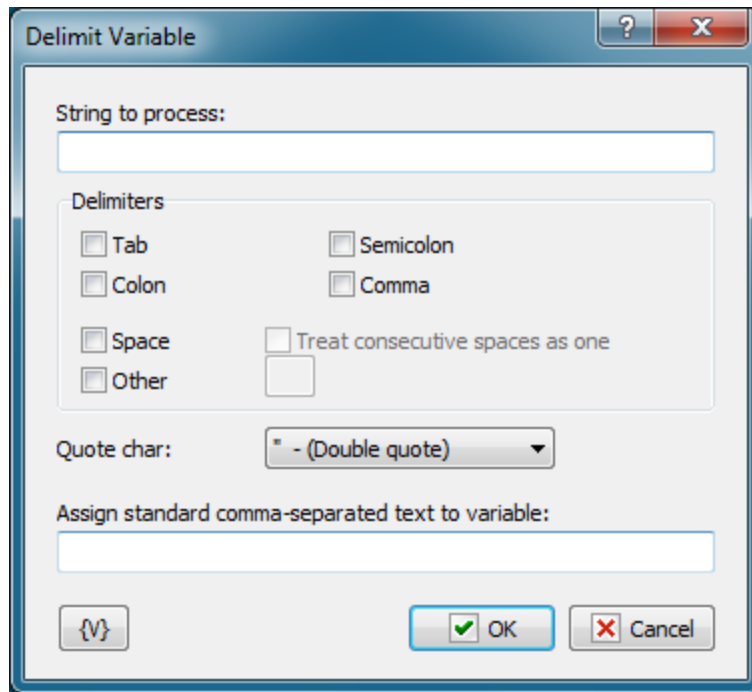 Delimit Variable
?
String to process:
Delimiters
Tab
Semicolon
Colon
Comma
Space
Treat consecutive spaces as one
Other
Quote char:
" - (Double quote)
Assign standard comma-separated text to variable:
{V}
OK
Cancel